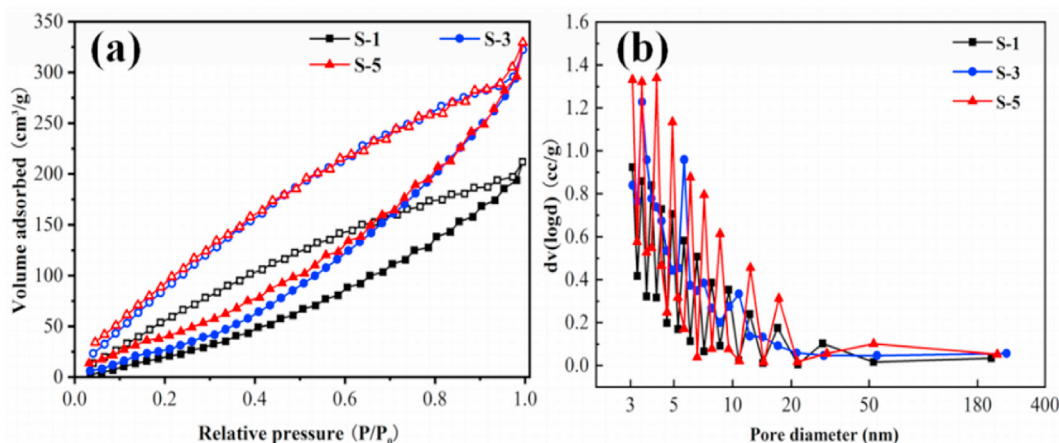 (a)
S-1
S-3
S-5
Volume adsorbed (cm³/g)
350
300
250
200
150
100
50
0
0.0
0.2
0.4
0.6
0.8
1.0
Relative pressure (P/P₀)
(b)
S-1
S-3
S-5
dv(logd) (cc/g)
1.6
1.4
1.2
1.0
0.8
0.6
0.4
0.2
0.0
3
5
10
20
50
180
400
Pore diameter (nm)